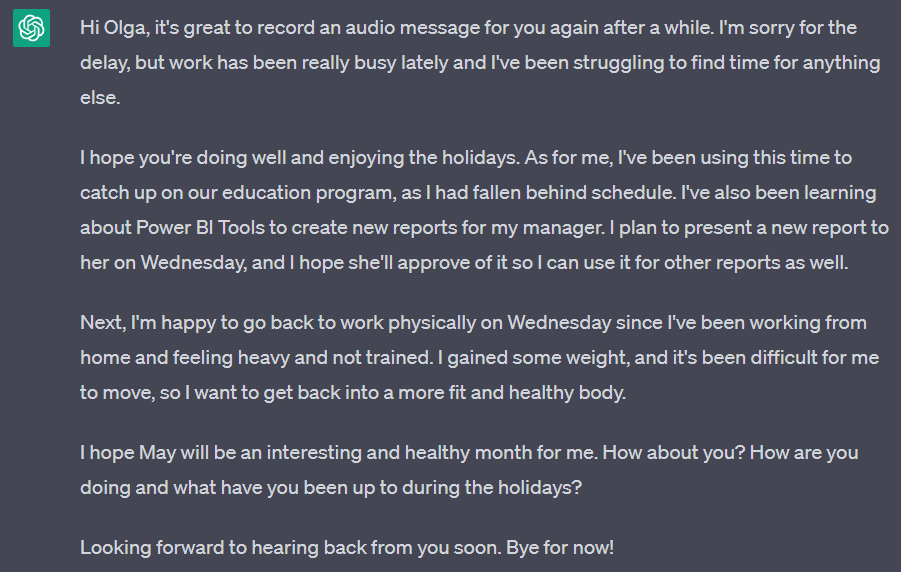 Hi Olga, it's great to record an audio message for you again after a while. I'm sorry for the
delay, but work has been really busy lately and I've been struggling to find time for anything
else.
I hope you're doing well and enjoying the holidays. As for me, I've been using this time to
catch up on our education program, as I had fallen behind schedule. I've also been learning
about Power BI Tools to create new reports for my manager. I plan to present a new report to
her on Wednesday, and I hope she'll approve of it so I can use it for other reports as well.
Next, I'm happy to go back to work physically on Wednesday since I've been working from
home and feeling heavy and not trained. I gained some weight, and it's been difficult for me
to move, so I want to get back into a more fit and healthy body.
I hope May will be an interesting and healthy month for me. How about you? How are you
doing and what have you been up to during the holidays?
Looking forward to hearing back from you soon. Bye for now!